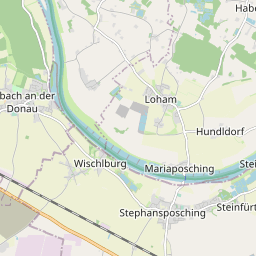 Habe
bach an der
Donau
Loham
Hundldorf
Wischlburg
Mariaposching
Stei
Stephansposching
Steinfürt